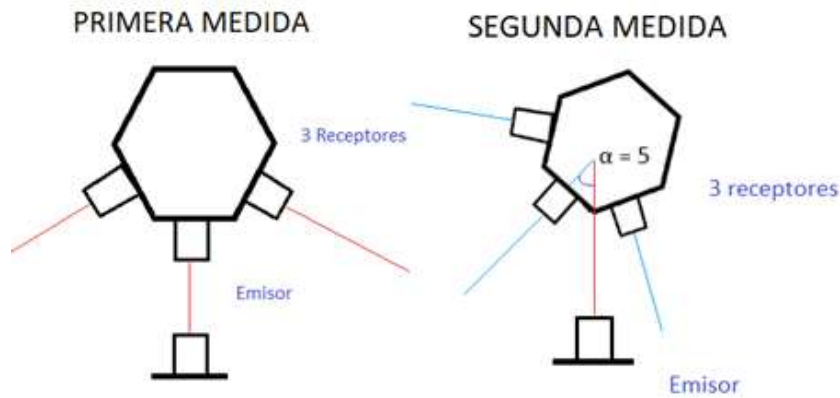 PRIMERA MEDIDA
SEGUNDA MEDIDA
3 Receptores
α = 5
3 receptores
Emisor
Emisor